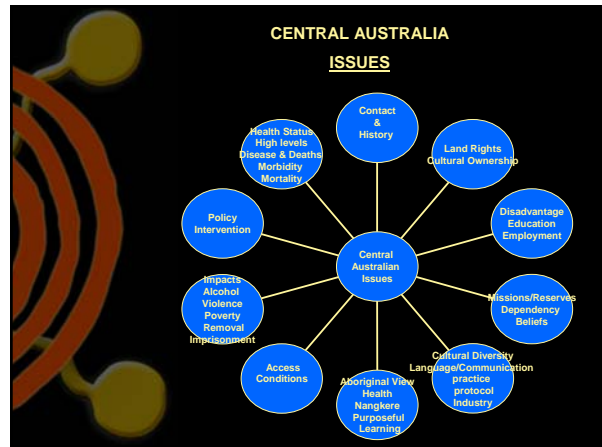 CENTRAL AUSTRALIA
ISSUES
Contact
&
History
Land Rights
Cultural Ownership
Disadvantage
Education
Employment
Missions/Reserves
Dependency
Beliefs
Cultural Diversity
Language/Communication
practice
protocol
Industry
Aboriginal View
Health
Nangkere
Purposeful
Learning
Access
Conditions
Impacts
Alcohol
Violence
Poverty
Removal
Imprisonment
Policy
Intervention
Health Status
High levels
Disease & Deaths
Morbidity
Mortality
Central
Australian
Issues